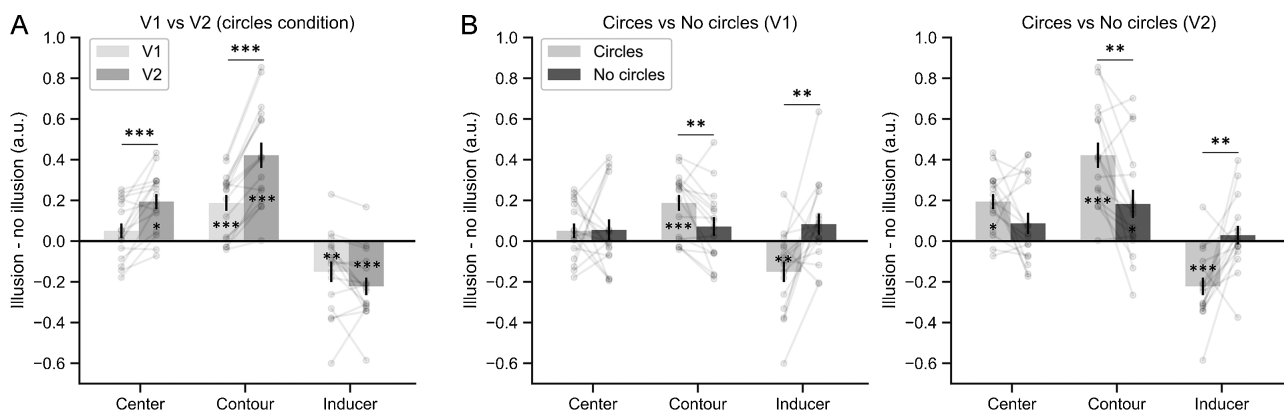 A
V1 vs V2 (circles condition)
Illusion - no illusion (a.u.)
1.0
0.8
0.6
0.4
0.2
0.0
−0.2
−0.4
−0.6
V1
V2
***
***
*
***
***
**
***
Center
Contour
Inducer
B
Circes vs No circles (V1)
Illusion - no illusion (a.u.)
1.0
0.8
0.6
0.4
0.2
0.0
−0.2
−0.4
−0.6
Circles
No circles
**
**
***
**
Center
Contour
Inducer
Circes vs No circles (V2)
Illusion - no illusion (a.u.)
1.0
0.8
0.6
0.4
0.2
0.0
−0.2
−0.4
−0.6
**
**
*
***
*
***
Center
Contour
Inducer